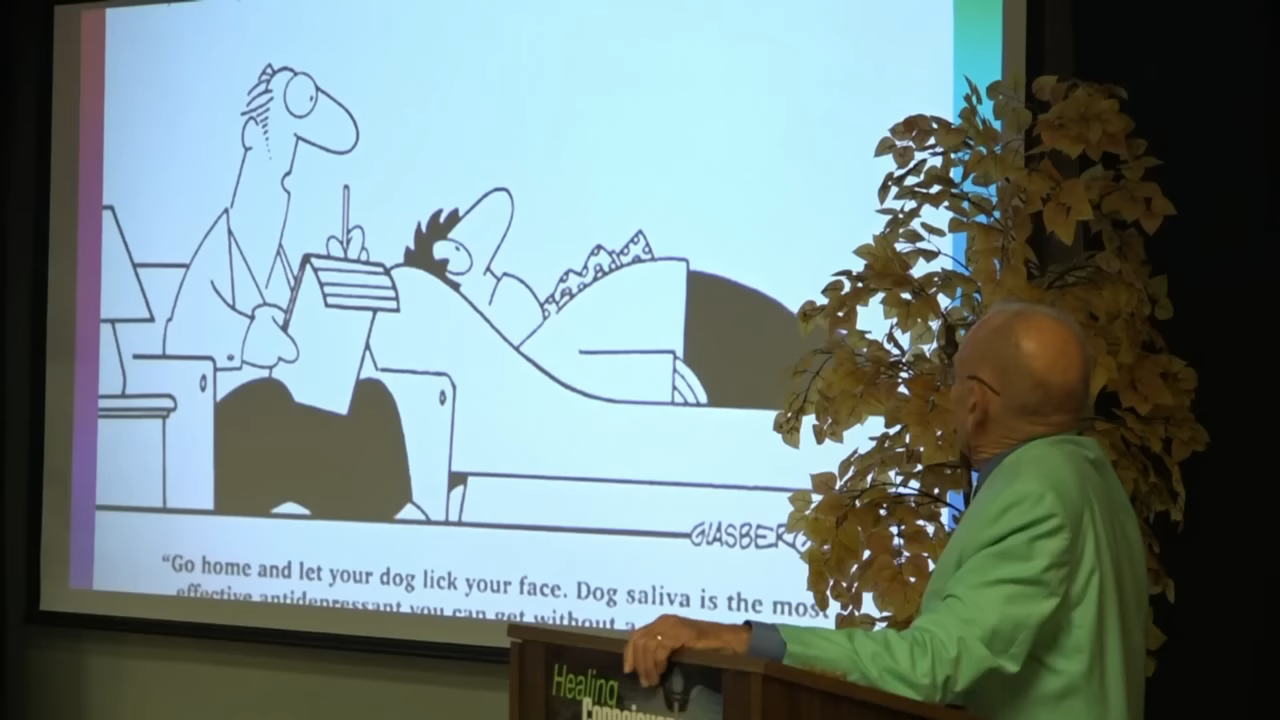 GLASBERG
“Go home and let your dog lick your face. Dog saliva is the most
effective antidepressant you can get without a
Healing